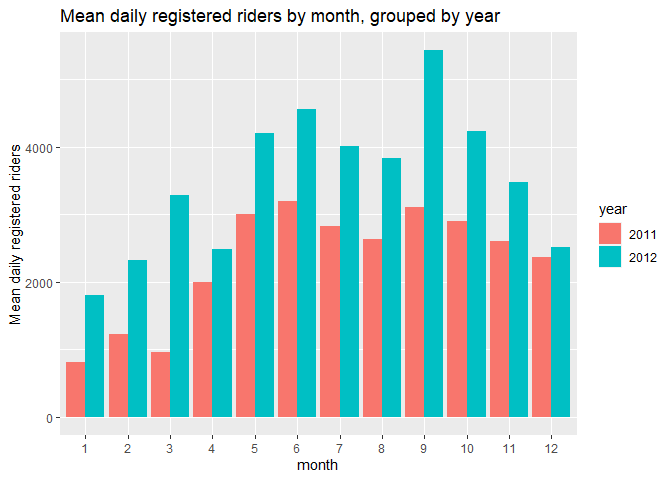 Mean daily registered riders by month, grouped by year
Mean daily registered riders
4000
2000
0
1 2 3 4 5 6 7 8 9 10 11 12
month
year
2011
2012